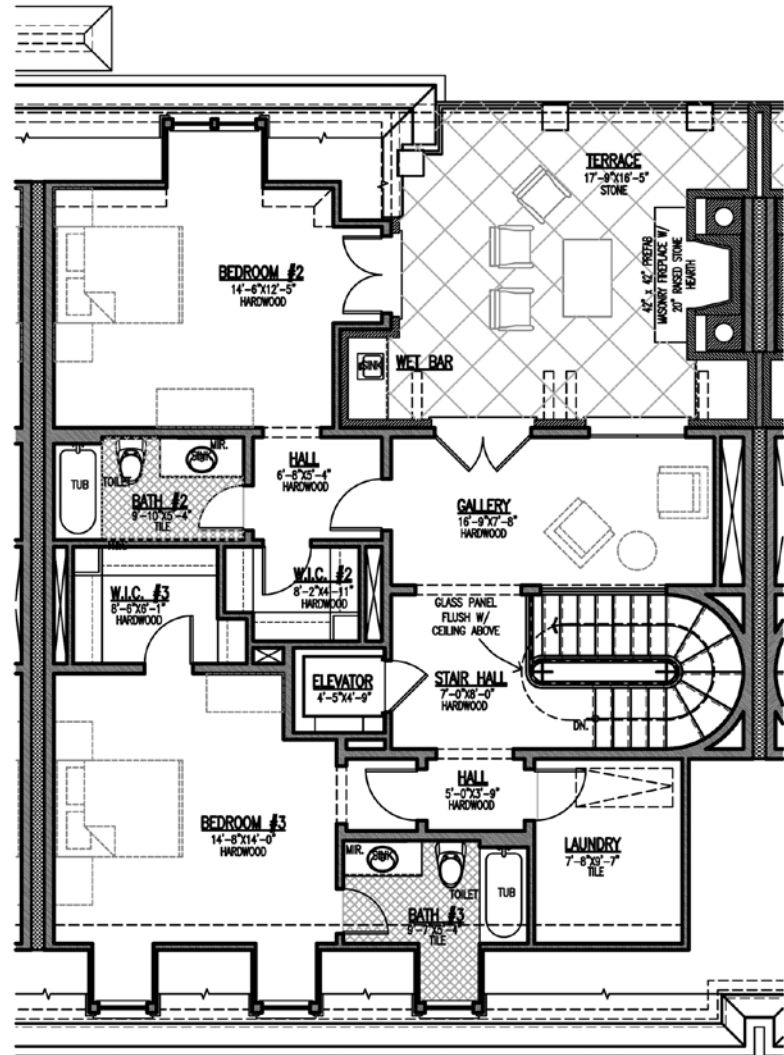 TERRACE
17'-9"X16'-5"
STONE
42" x 42" PREFAB
MASONRY FIREPLACE W/
20" RAISED STONE
HEARTH
BEDROOM #2
14'-6"X12'-5"
HARDWOOD
SINK
WET BAR
MIR.
SINK
TUB
TOILET
BATH #2
9'-10"X5'-4"
TILE
HALL
6'-8"X5'-4"
HARDWOOD
GALLERY
16'-9"X7'-8"
HARDWOOD
W.I.C. #3
8'-6"X6'-1"
HARDWOOD
W.I.C. #2
8'-2"X4'-11"
HARDWOOD
GLASS PANEL
FLUSH W/
CEILING ABOVE
ELEVATOR
4'-5"X4'-9"
STAIR HALL
7'-0"X8'-0"
HARDWOOD
DN.
HALL
5'-0"X3'-9"
HARDWOOD
BEDROOM #3
14'-8"X14'-0"
HARDWOOD
LAUNDRY
7'-8"X9'-7"
TILE
MIR.
SINK
TOILET
TUB
BATH #3
9'-7"X5'-4"
TILE